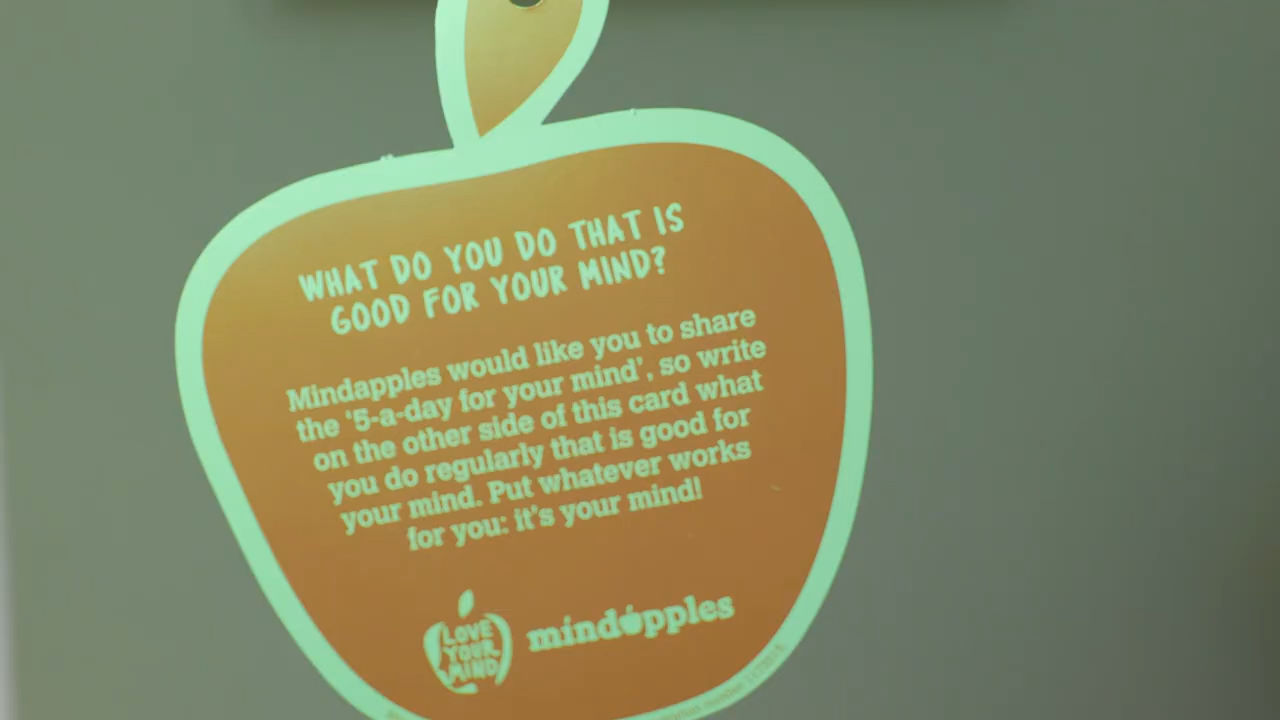 WHAT DO YOU DO THAT IS
GOOD FOR YOUR MIND?
Mindapples would like you to share
the ‘5-a-day for your mind’, so write
on the other side of this card what
you do regularly that is good for
your mind. Put whatever works
for you: it’s your mind!
LOVE
YOUR
MIND
mindapples